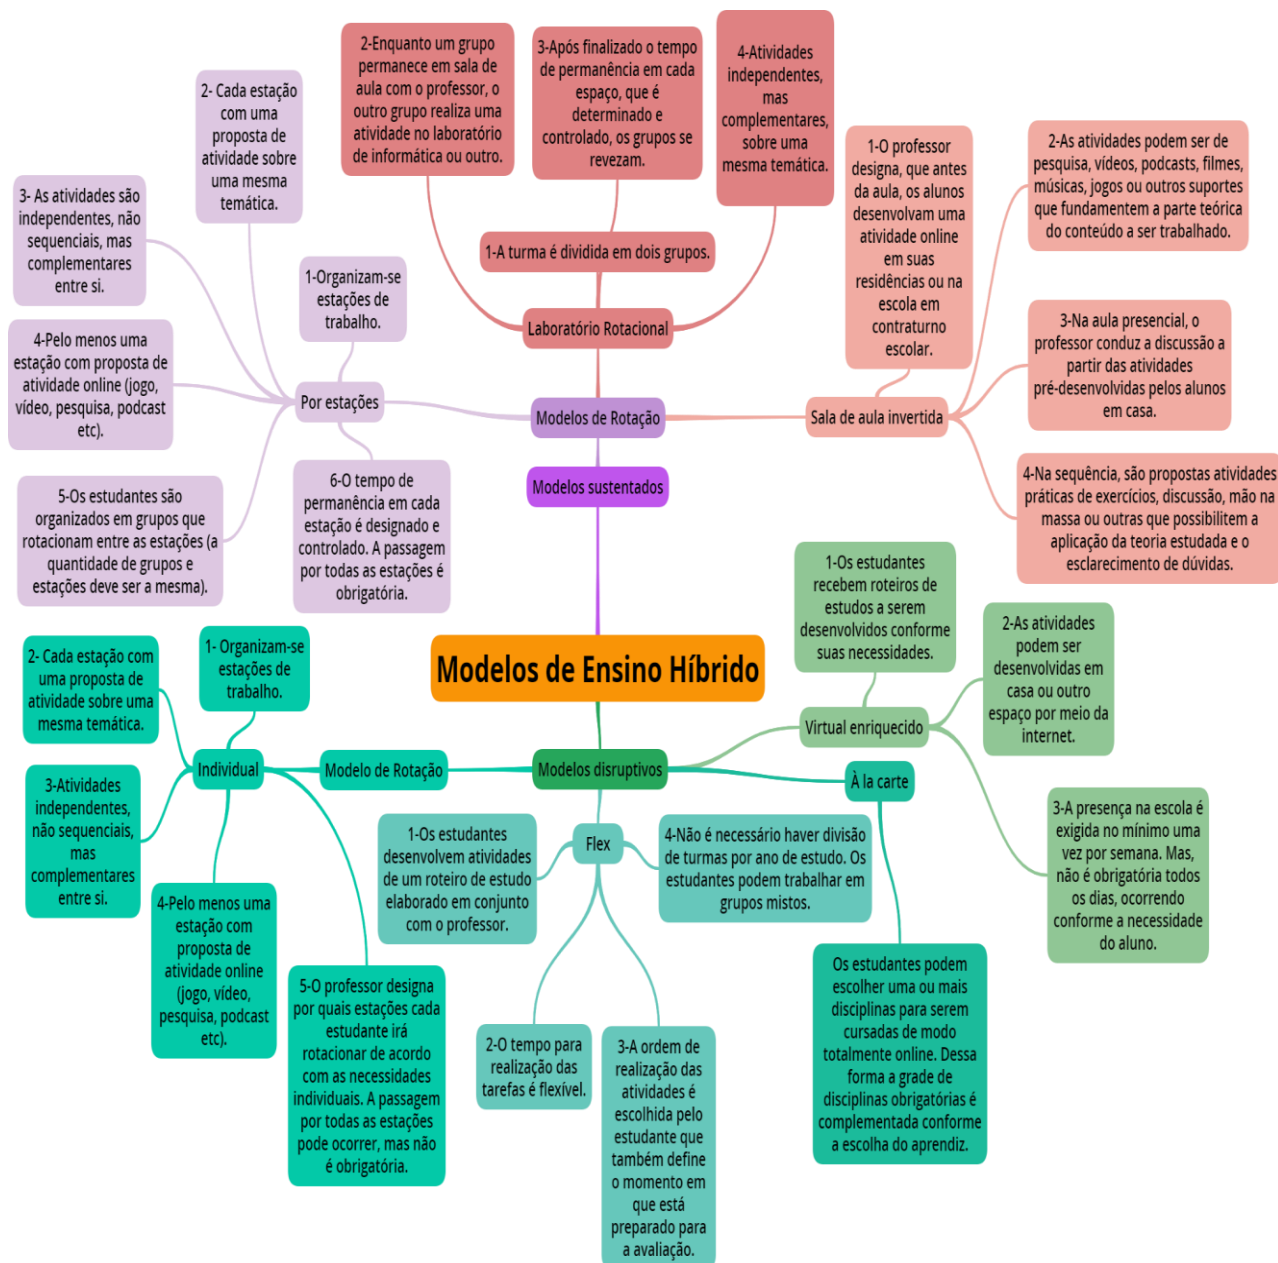 2-Enquanto um grupo
permanece em sala de
aula com o professor, o
outro grupo realiza uma
atividade no laboratório
de informática ou outro.
3-Após finalizado o tempo
de permanência em cada
espaço, que é
determinado e
controlado, os grupos se
revezam.
4-Atividades
independentes,
mas
complementares,
sobre uma
mesma temática.
1-A turma é dividida em dois grupos.
Laboratório Rotacional
2- Cada estação
com uma
proposta de
atividade sobre
uma mesma
temática.
3- As atividades são
independentes, não
sequenciais, mas
complementares
entre si.
1-Organizam-se
estações de
trabalho.
4-Pelo menos uma
estação com proposta de
atividade online (jogo,
vídeo, pesquisa, podcast
etc).
Por estações
5-Os estudantes são
organizados em grupos que
rotacionam entre as estações (a
quantidade de grupos e
estações deve ser a mesma).
6-O tempo de
permanência em cada
estação é designado e
controlado. A passagem
por todas as estações é
obrigatória.
Modelos de Rotação
Modelos sustentados
1-O professor
designa, que antes
da aula, os alunos
desenvolvam uma
atividade online
em suas
residências ou na
escola em
contraturno
escolar.
Sala de aula invertida
2-As atividades podem ser de
pesquisa, vídeos, podcasts, filmes,
músicas, jogos ou outros suportes
que fundamentem a parte teórica
do conteúdo a ser trabalhado.
3-Na aula presencial, o
professor conduz a discussão a
partir das atividades
pré-desenvolvidas pelos alunos
em casa.
4-Na sequência, são propostas atividades
práticas de exercícios, discussão, mão na
massa ou outras que possibilitem a
aplicação da teoria estudada e o
esclarecimento de dúvidas.
Modelos de Ensino Híbrido
Modelos disruptivos
Modelo de Rotação
Individual
1- Organizam-se
estações de
trabalho.
2- Cada estação com
uma proposta de
atividade sobre uma
mesma temática.
3-Atividades
independentes,
não sequenciais,
mas
complementares
entre si.
4-Pelo menos uma
estação com
proposta de
atividade online
(jogo, vídeo,
pesquisa, podcast
etc).
5-O professor designa
por quais estações cada
estudante irá
rotacionar de acordo
com as necessidades
individuais. A passagem
por todas as estações
pode ocorrer, mas não
é obrigatória.
Flex
1-Os estudantes
desenvolvem atividades
de um roteiro de estudo
elaborado em conjunto
com o professor.
2-O tempo para
realização das
tarefas é flexível.
3-A ordem de
realização das
atividades é
escolhida pelo
estudante que
também define
o momento em
que está
preparado para
a avaliação.
4-Não é necessário haver divisão
de turmas por ano de estudo. Os
estudantes podem trabalhar em
grupos mistos.
À la carte
Os estudantes podem
escolher uma ou mais
disciplinas para serem
cursadas de modo
totalmente online. Dessa
forma a grade de
disciplinas obrigatórias é
complementada conforme
a escolha do aprendiz.
Virtual enriquecido
1-Os estudantes
recebem roteiros de
estudos a serem
desenvolvidos conforme
suas necessidades.
2-As atividades
podem ser
desenvolvidas em
casa ou outro
espaço por meio da
internet.
3-A presença na escola é
exigida no mínimo uma
vez por semana. Mas,
não é obrigatória todos
os dias, ocorrendo
conforme a necessidade
do aluno.